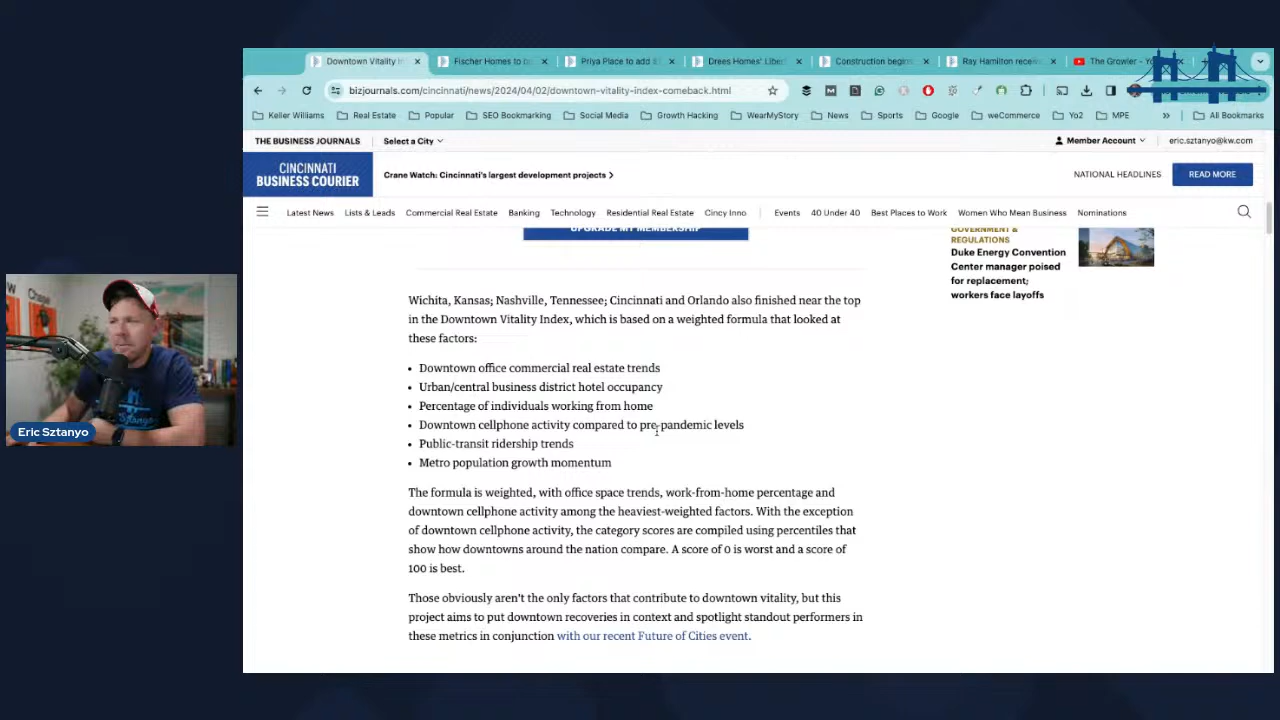 Downtown Vitality In
Fischer Homes to b
Priya Place to add
Drees Homes' Liber
Construction begin
Ray Hamilton receiv
The Growler - Yo
bizjournals.com/cincinnati/news/2024/04/02/downtown-vitality-index-comeback.html
Keller Williams Real Estate Popular SEO Bookmarking Social Media Growth Hacking WearMyStory News Sports Google weCommerce Yo2 MPE » All Bookmarks
THE BUSINESS JOURNALS Select a City Member Account eric.sztanyo@kw.com
CINCINNATI
BUSINESS COURIER
Crane Watch: Cincinnati's largest development projects
NATIONAL HEADLINES READ MORE
Latest News Lists & Leads Commercial Real Estate Banking Technology Residential Real Estate Cincy Inno Events 40 Under 40 Best Places to Work Women Who Mean Business Nominations
UPGRADE MY MEMBERSHIP
GOVERNMENT &
REGULATIONS
Duke Energy Convention
Center manager poised
for replacement;
workers face layoffs
Wichita, Kansas; Nashville, Tennessee; Cincinnati and Orlando also finished near the top
in the Downtown Vitality Index, which is based on a weighted formula that looked at
these factors:
• Downtown office commercial real estate trends
• Urban/central business district hotel occupancy
• Percentage of individuals working from home
• Downtown cellphone activity compared to pre-pandemic levels
• Public-transit ridership trends
• Metro population growth momentum
The formula is weighted, with office space trends, work-from-home percentage and
downtown cellphone activity among the heaviest-weighted factors. With the exception
of downtown cellphone activity, the category scores are compiled using percentiles that
show how downtowns around the nation compare. A score of 0 is worst and a score of
100 is best.
Those obviously aren't the only factors that contribute to downtown vitality, but this
project aims to put downtown recoveries in context and spotlight standout performers in
these metrics in conjunction with our recent Future of Cities event.
Eric Sztanyo